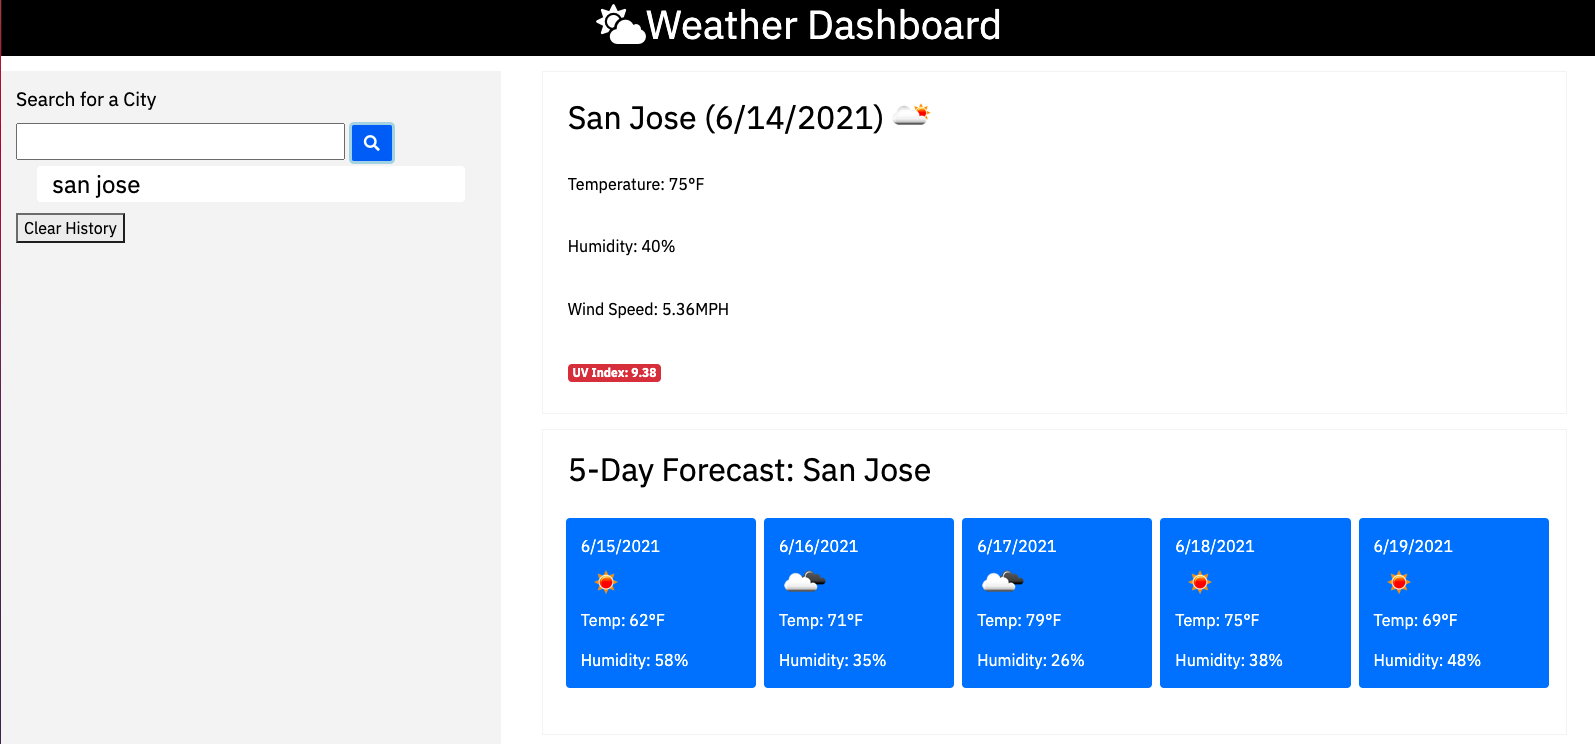 Weather Dashboard
Search for a City
san jose
Clear History
San Jose (6/14/2021)
Temperature: 75°F
Humidity: 40%
Wind Speed: 5.36MPH
UV Index: 9.38
5-Day Forecast: San Jose
6/15/2021
Temp: 62°F
Humidity: 58%
6/16/2021
Temp: 71°F
Humidity: 35%
6/17/2021
Temp: 79°F
Humidity: 26%
6/18/2021
Temp: 75°F
Humidity: 38%
6/19/2021
Temp: 69°F
Humidity: 48%